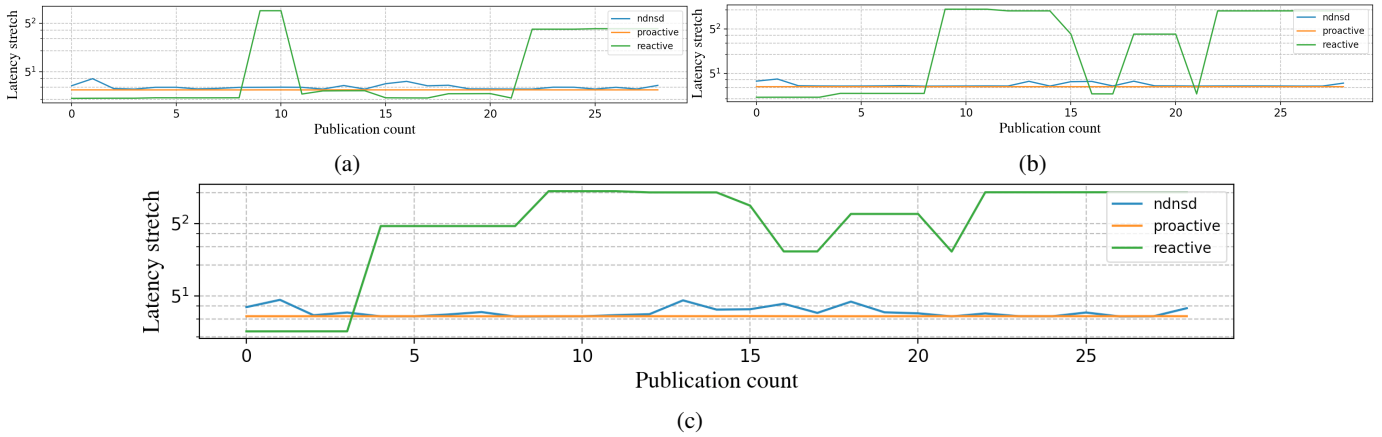 Latency stretch
5²
5¹
0 5 10 15 20 25
Publication count
ndnsd
proactive
reactive
(a)
Latency stretch
5²
5¹
0 5 10 15 20 25
Publication count
ndnsd
proactive
reactive
(b)
Latency stretch
5²
5¹
0 5 10 15 20 25
Publication count
ndnsd
proactive
reactive
(c)